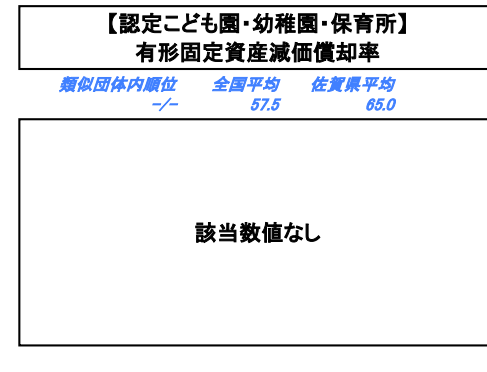 【認定こども園・幼稚園・保育所】
有形固定資産減価償却率
類似団体内順位 全国平均 佐賀県平均
-/- 57.5 65.0
該当数値なし